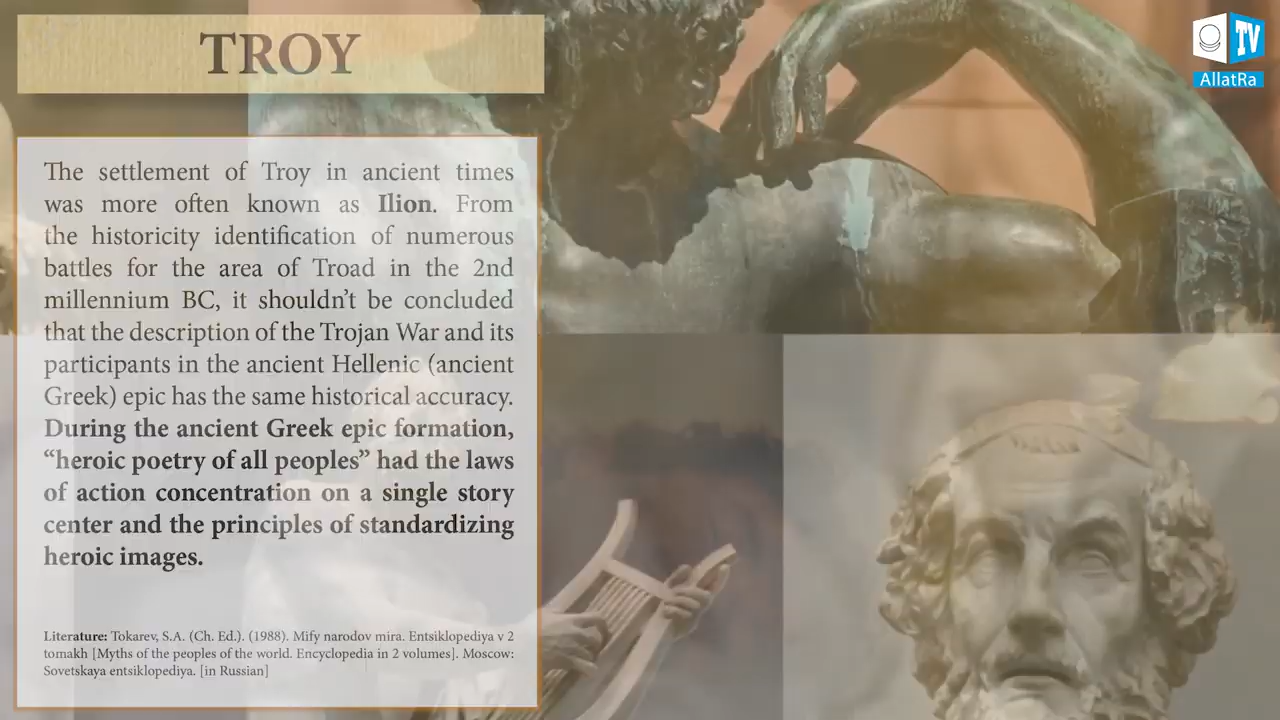 TROY
TV
AllatRa
The settlement of Troy in ancient times
was more often known as Ilion. From
the historicity identification of numerous
battles for the area of Troad in the 2nd
millennium BC, it shouldn't be concluded
that the description of the Trojan War and its
participants in the ancient Hellenic (ancient
Greek) epic has the same historical accuracy.
During the ancient Greek epic formation,
“heroic poetry of all peoples” had the laws
of action concentration on a single story
center and the principles of standardizing
heroic images.
Literature: Tokarev, S.A. (Ch. Ed.). (1988). Mify narodov mira. Entsiklopediya v 2
tomakh [Myths of the peoples of the world. Encyclopedia in 2 volumes]. Moscow:
Sovetskaya entsiklopediya. [in Russian]